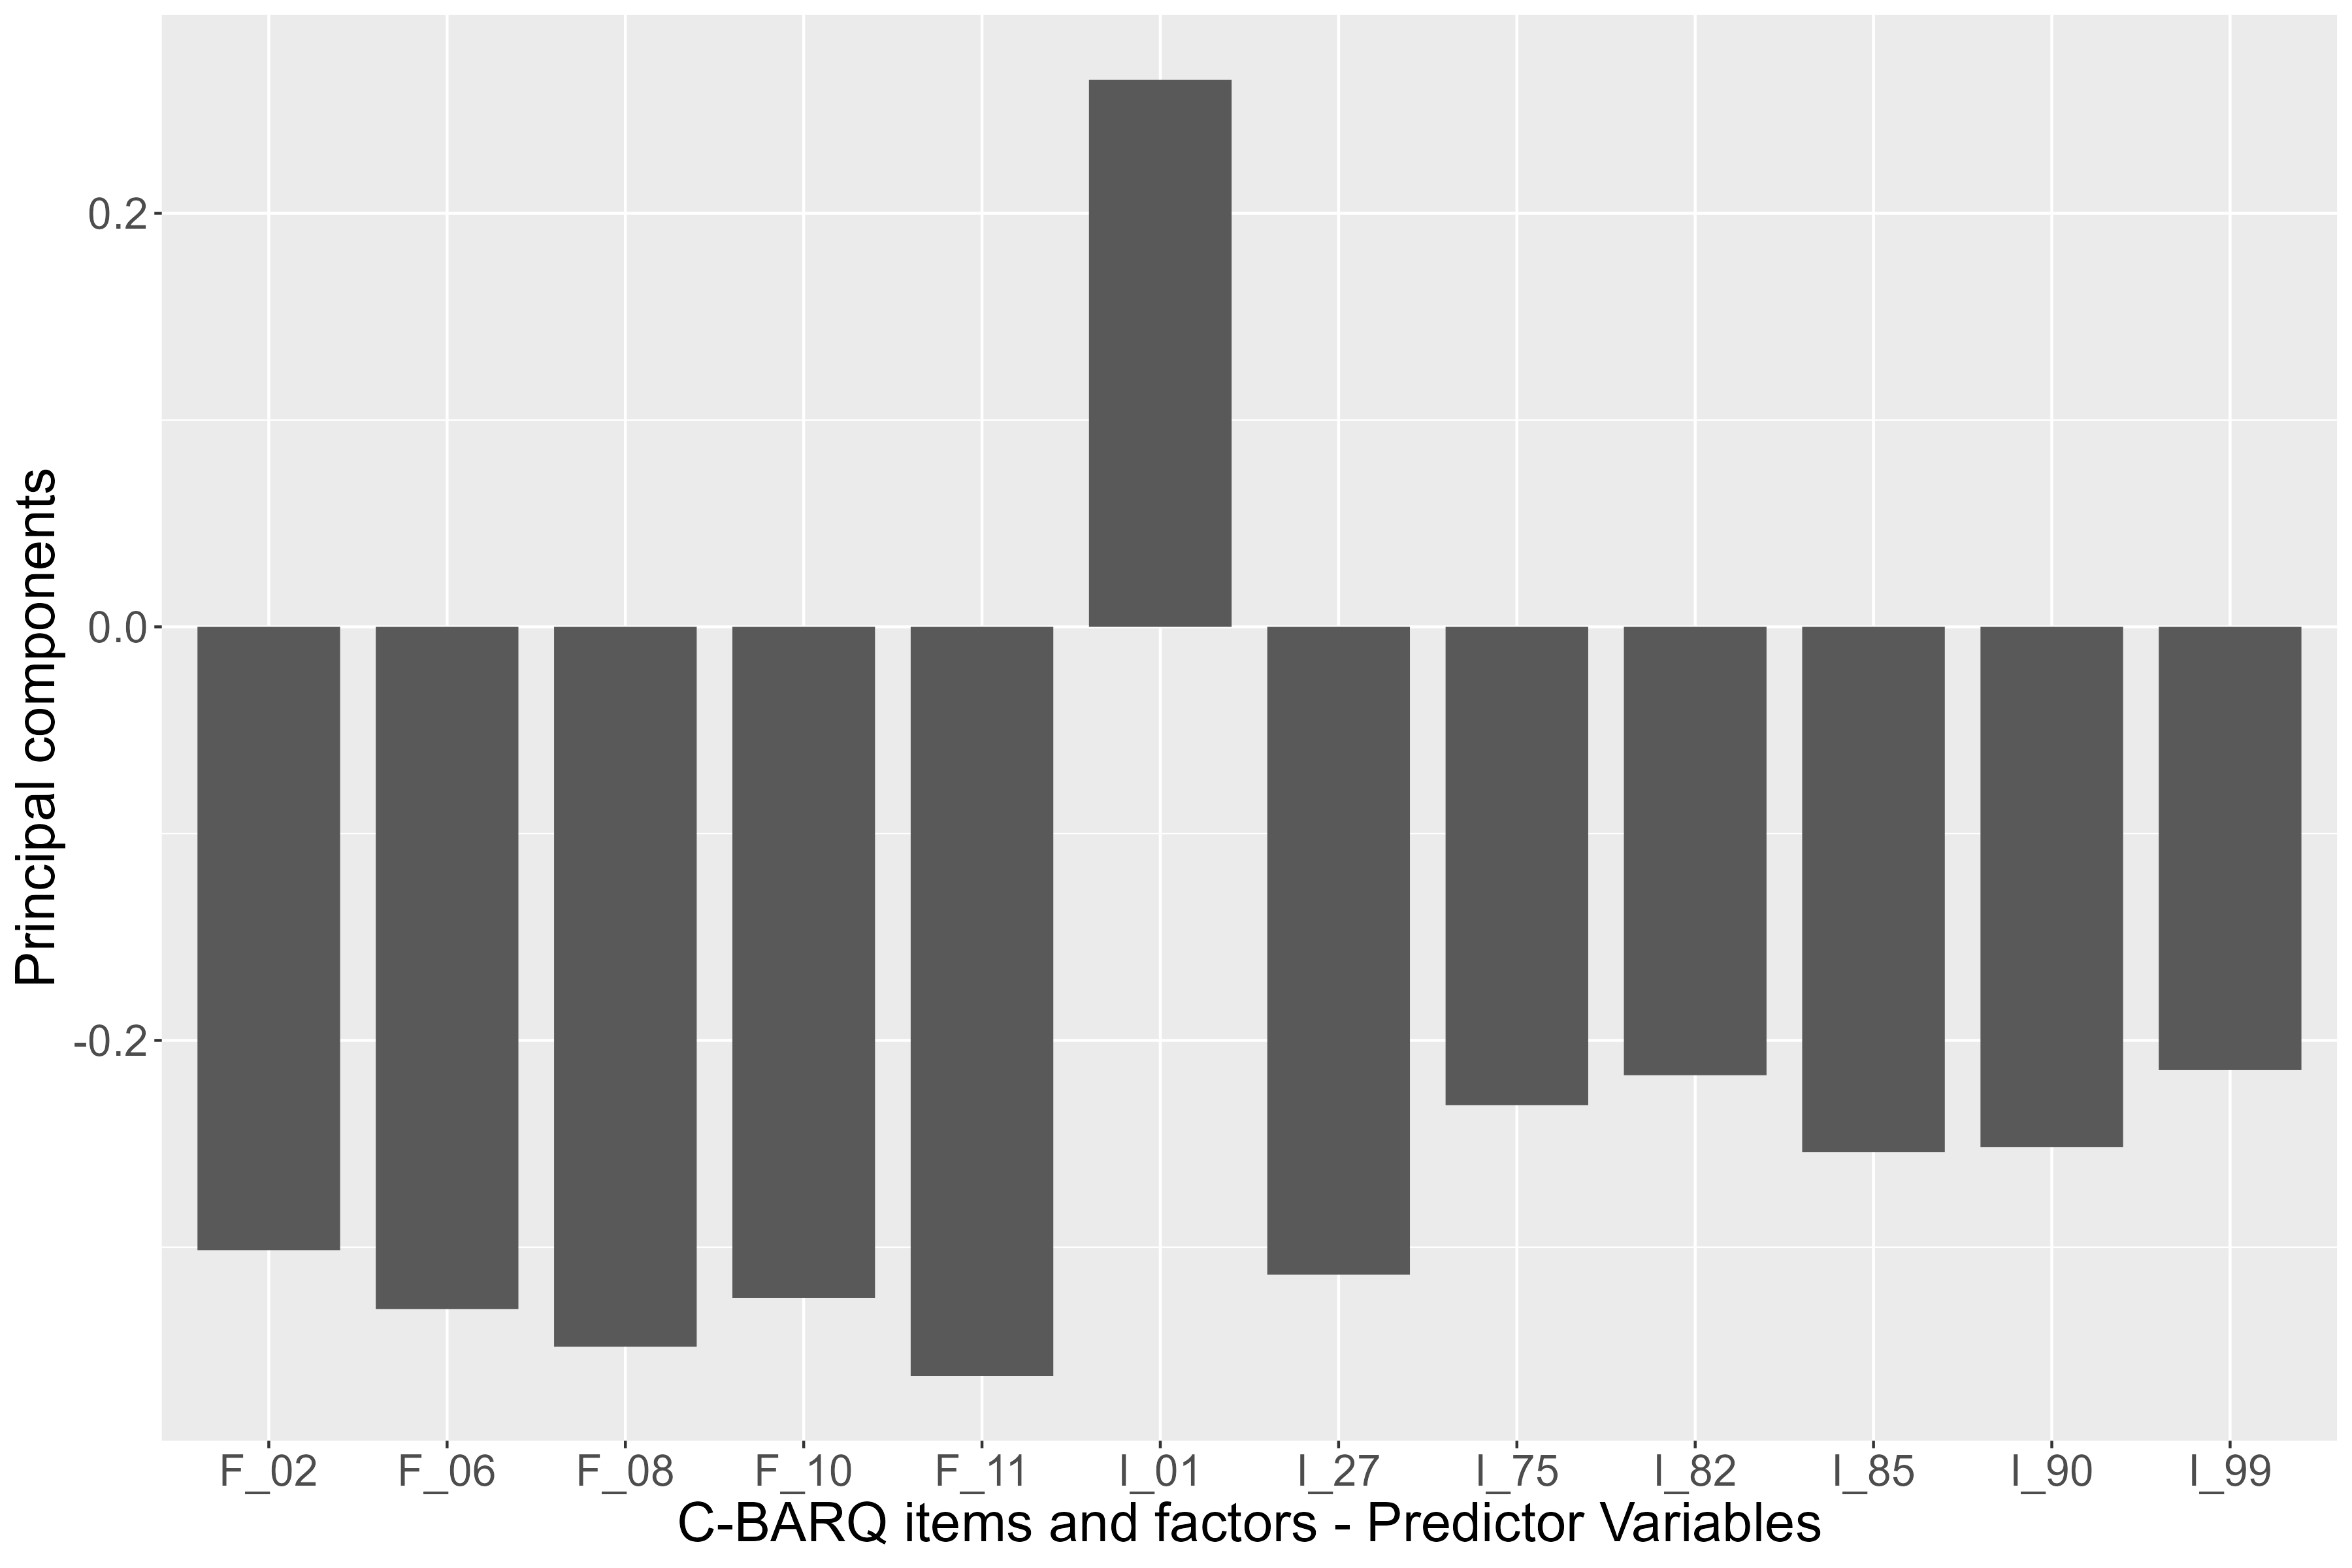 Principal components
0.2
0.0
-0.2
F_02 F_06 F_08 F_10 F_11 I_01 I_27 I_75 I_82 I_85 I_90 I_99
C-BARQ items and factors - Predictor Variables